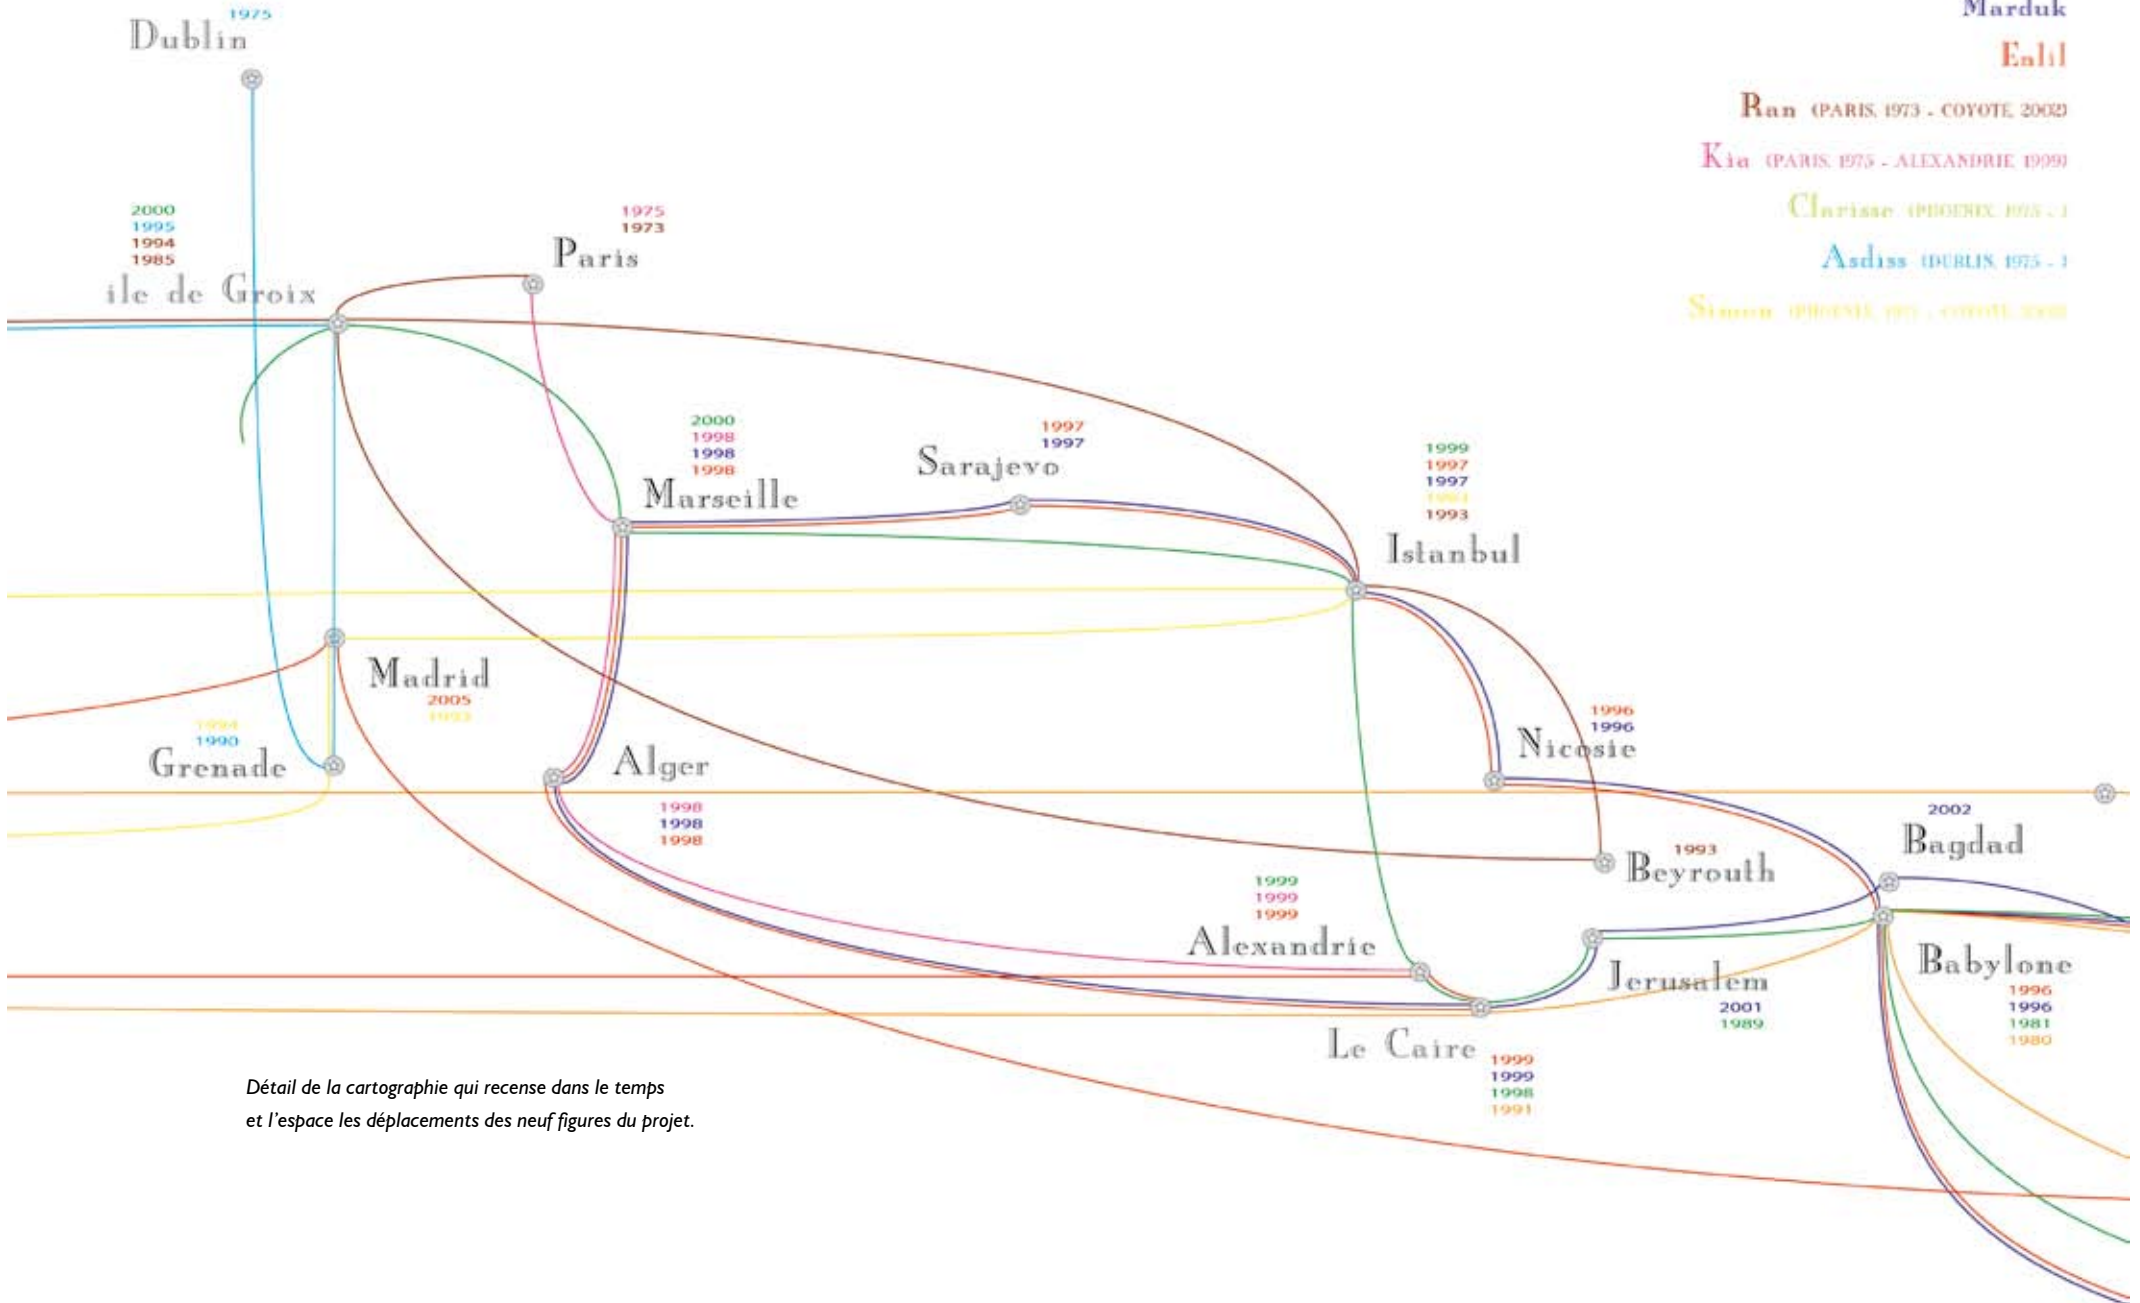 1975
Dublin
Marduk
Enlil
Ran (PARIS, 1973 - COYOTE, 2002)
Kia (PARIS, 1975 - ALEXANDRIE, 1999)
Clarisse (PHOENIX, 1975 - )
Asdiss (DUBLIN, 1975 - )
Simon
2000
1995
1994
1985
ile de Groix
1975
1973
Paris
2000
1998
1998
1998
Marseille
1997
1997
Sarajevo
1999
1997
1997
1993
1993
Istanbul
Madrid
2005
1993
1994
1990
Grenade
Alger
1998
1998
1998
1996
1996
Nicosie
2002
Bagdad
1993
Beyrouth
1999
1999
1999
Alexandrie
Jerusalem
2001
1989
Babylone
1996
1996
1981
1980
Le Caire
1999
1999
1998
1991
Détail de la cartographie qui recense dans le temps
et l'espace les déplacements des neuf figures du projet.